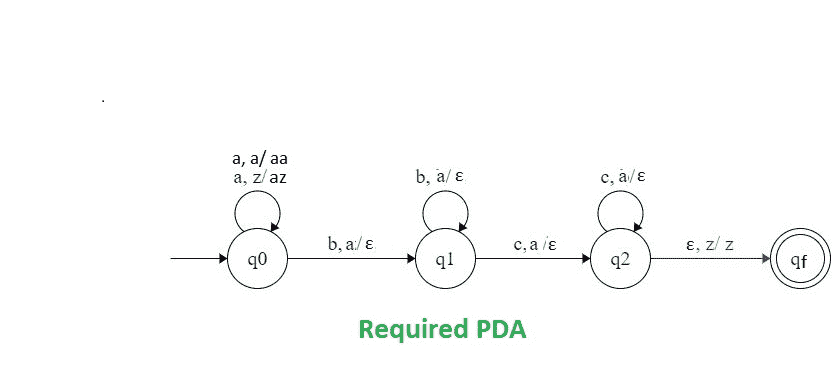 a, a/ aa
a, z/ az
b, a/ ε
c, a/ε
b, a/ ε
c, a /ε
ε, z/ z
q0
q1
q2
qf
Required PDA